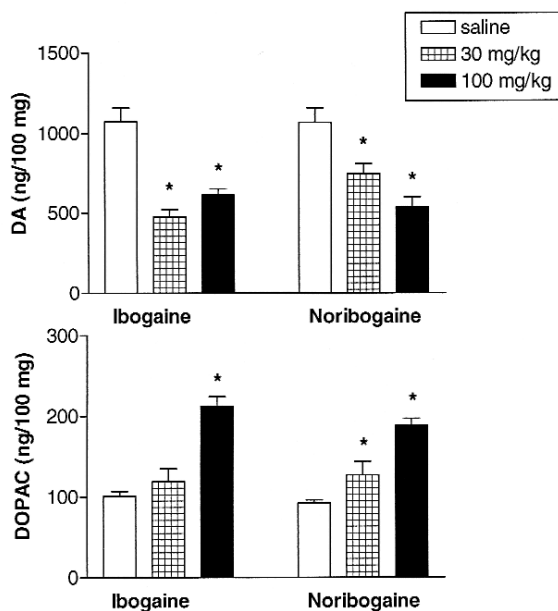 saline
30 mg/kg
100 mg/kg
DA (ng/100 mg)
1500
1000
500
0
*
*
*
*
Ibogaine
Noribogaine
DOPAC (ng/100 mg)
300
200
100
0
*
*
*
Ibogaine
Noribogaine